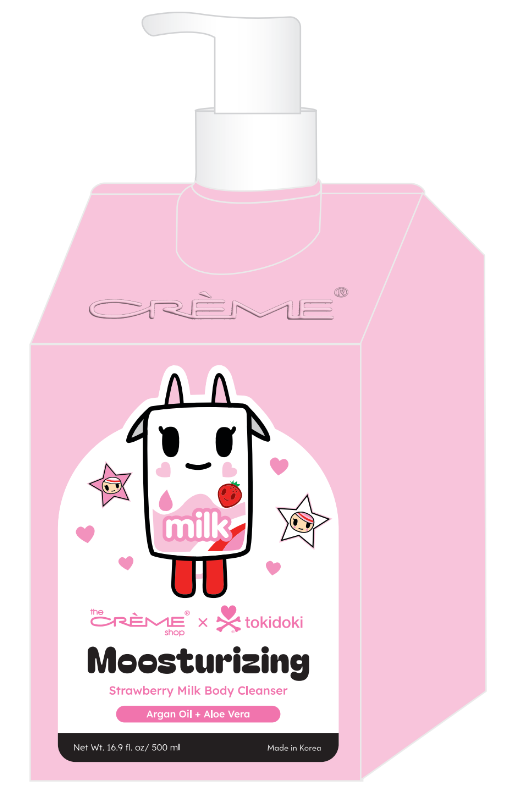 CRÈME®
milk
the CRÈME® shop x tokidoki
Moosturizing
Strawberry Milk Body Cleanser
Argan Oil + Aloe Vera
Net Wt. 16.9 fl. oz/ 500 ml Made in Korea